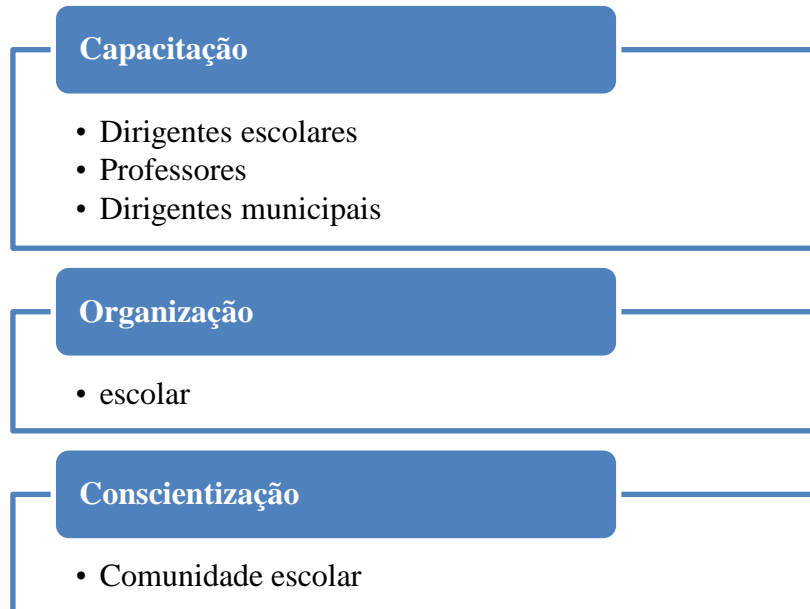 Capacitação
• Dirigentes escolares
• Professores
• Dirigentes municipais
Organização
• escolar
Conscientização
• Comunidade escolar